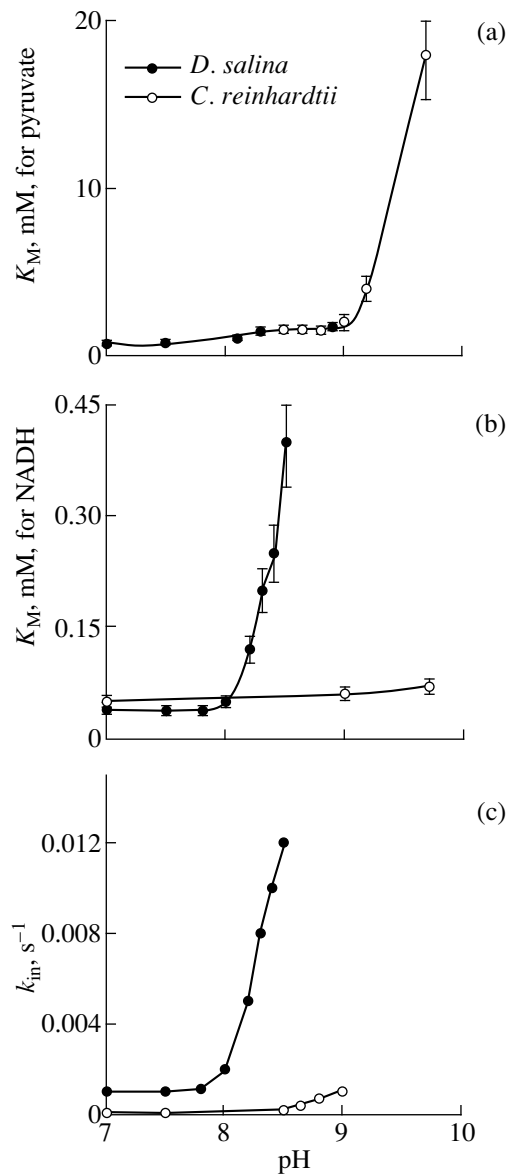 (a)
D. salina
C. reinhardtii
K_M, mM, for pyruvate
20
10
0
(b)
K_M, mM, for NADH
0.45
0.30
0.15
0
(c)
k_in, s⁻¹
0.012
0.008
0.004
0
7 8 9 10
pH